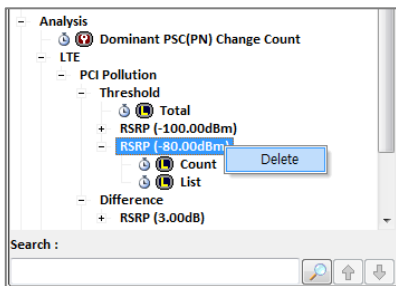 Analysis
Dominant PSC(PN) Change Count
LTE
PCI Pollution
Threshold
Total
RSRP (-100.00dBm)
RSRP (-80.00dBm)
Delete
Count
List
Difference
RSRP (3.00dB)
Search :